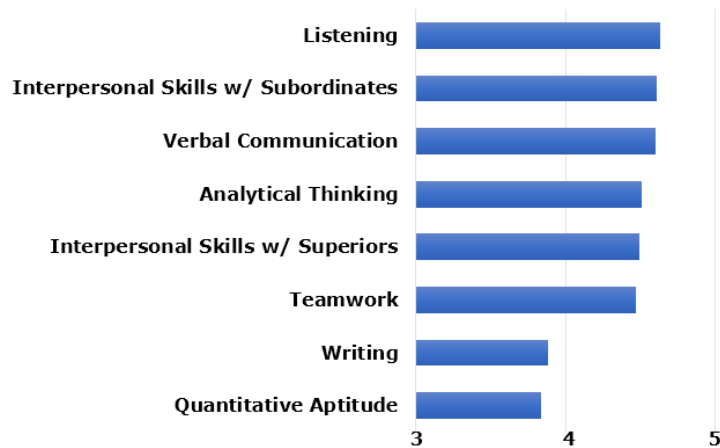 Listening
Interpersonal Skills w/ Subordinates
Verbal Communication
Analytical Thinking
Interpersonal Skills w/ Superiors
Teamwork
Writing
Quantitative Aptitude
3 4 5